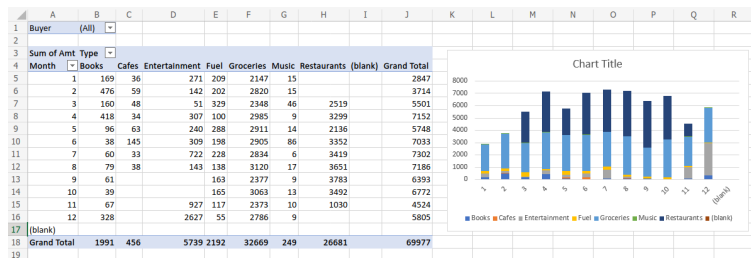 A B C D E F G H I J K L M N O P Q R
1 Buyer (All)
2
3 Sum of Amt Type
4 Month Books Cafes Entertainment Fuel Groceries Music Restaurants (blank) Grand Total
5 1 169 36 271 209 2147 15 2847
6 2 476 59 142 202 2820 15 3714
7 3 160 48 51 329 2348 46 2519 5501
8 4 418 34 307 100 2985 9 3299 7152
9 5 96 63 240 288 2911 14 2136 5748
10 6 38 145 309 198 2905 86 3352 7033
11 7 60 33 722 228 2834 6 3419 7302
12 8 79 38 143 138 3120 17 3651 7186
13 9 61 163 2377 9 3783 6393
14 10 39 165 3063 13 3492 6772
15 11 67 927 117 2373 10 1030 4524
16 12 328 2627 55 2786 9 5805
17 (blank)
18 Grand Total 1991 456 5739 2192 32669 249 26681 69977
19
Chart Title
8000
7000
6000
5000
4000
3000
2000
1000
0
1 2 3 4 5 6 7 8 9 10 11 12 (blank)
Books Cafes Entertainment Fuel Groceries Music Restaurants (blank)